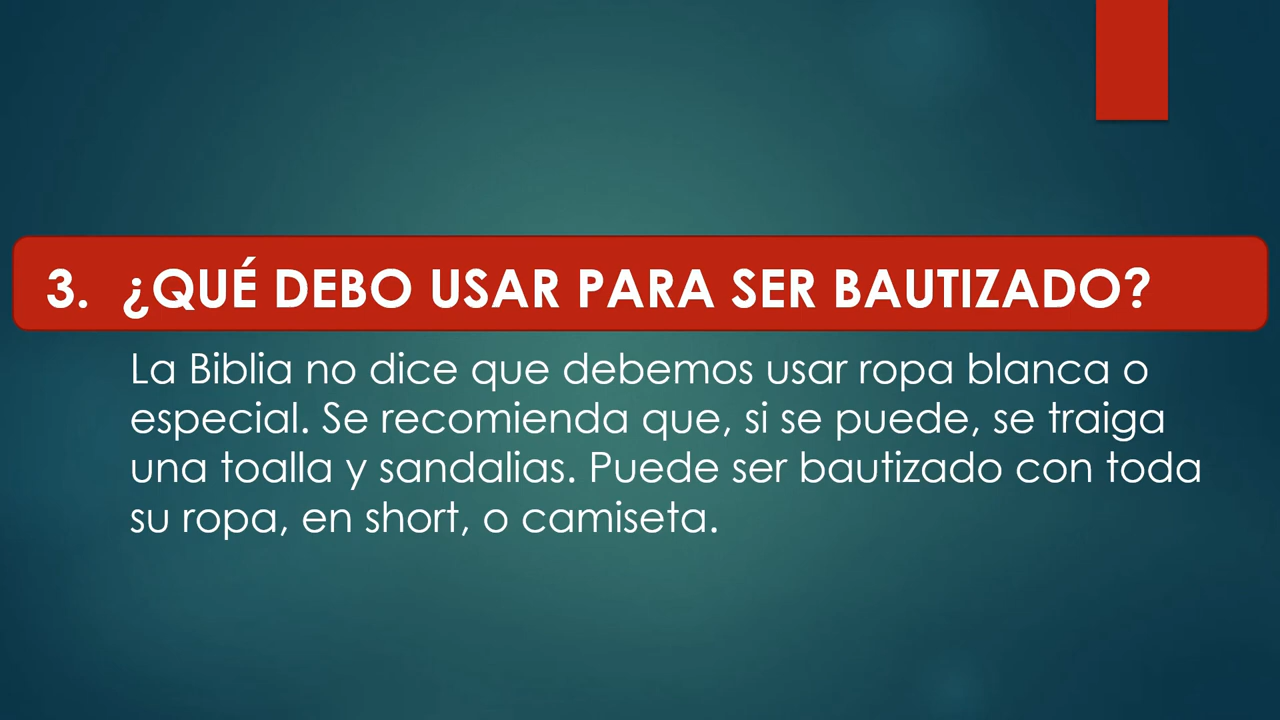 3. ¿QUÉ DEBO USAR PARA SER BAUTIZADO?
La Biblia no dice que debemos usar ropa blanca o
especial. Se recomienda que, si se puede, se traiga
una toalla y sandalias. Puede ser bautizado con toda
su ropa, en short, o camiseta.